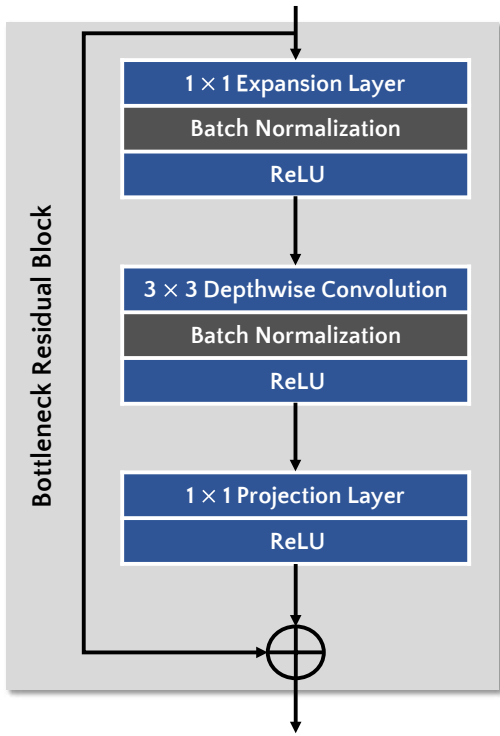 Bottleneck Residual Block
1 × 1 Expansion Layer
Batch Normalization
ReLU
3 × 3 Depthwise Convolution
Batch Normalization
ReLU
1 × 1 Projection Layer
ReLU